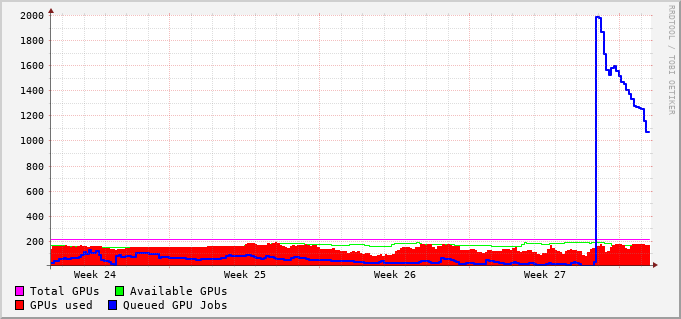 2000
1800
1600
1400
1200
1000
800
600
400
200
Week 24 Week 25 Week 26 Week 27
Total GPUs Available GPUs
GPUs used Queued GPU Jobs
RRDTOOL / TOBI OETIKER